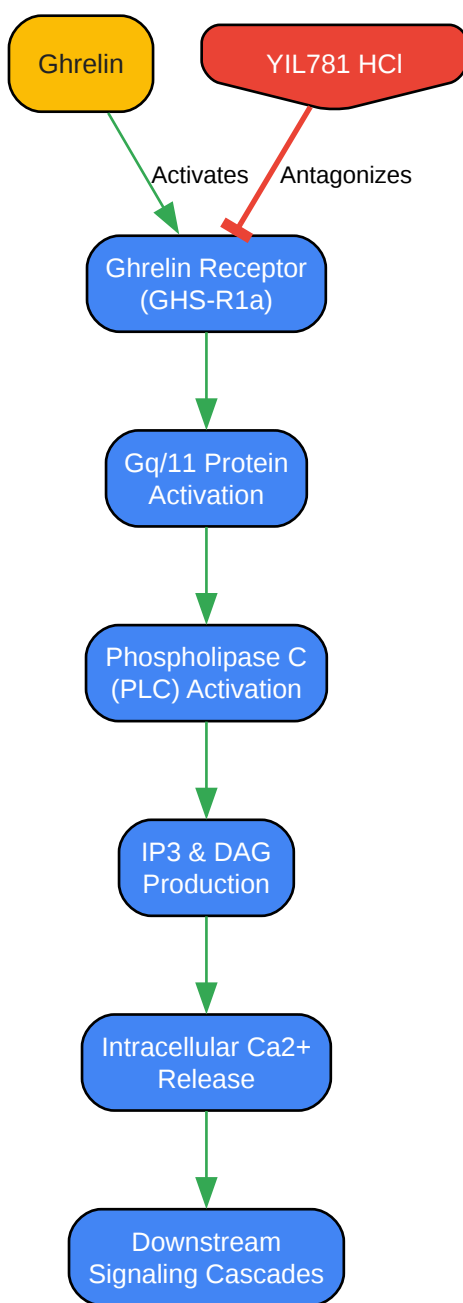 Ghrelin
YIL781 HCl
Activates
Antagonizes
Ghrelin Receptor
(GHS-R1a)
Gq/11 Protein
Activation
Phospholipase C
(PLC) Activation
IP3 & DAG
Production
Intracellular Ca2+
Release
Downstream
Signaling Cascades